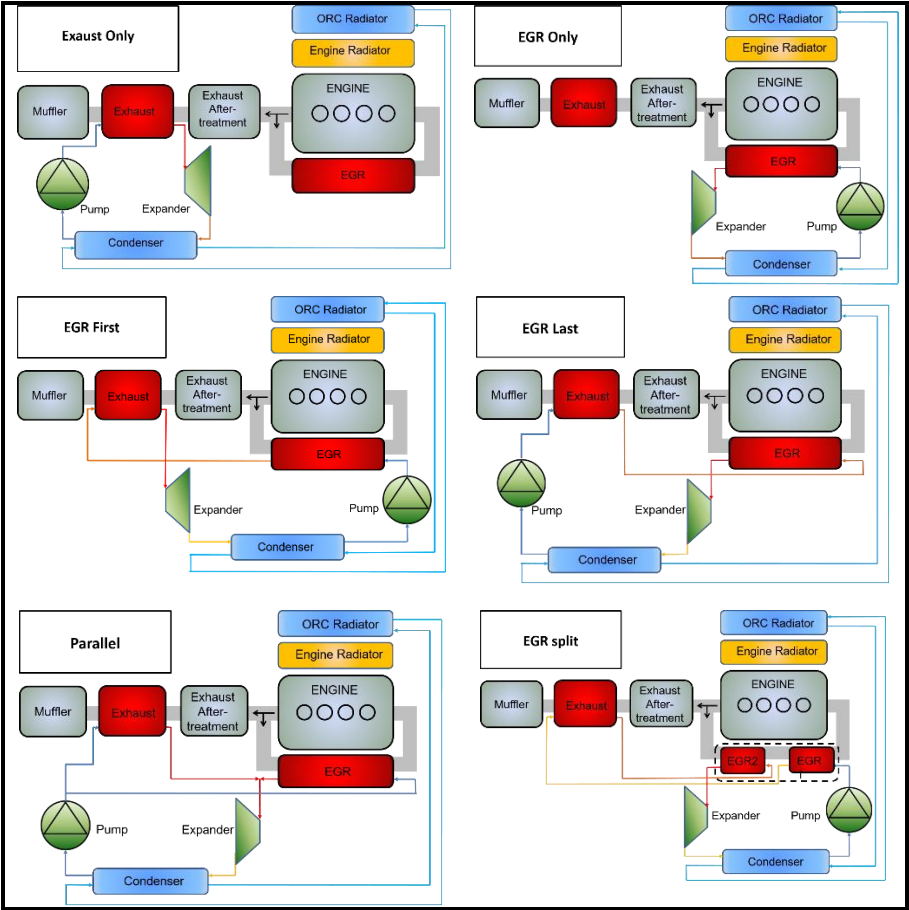 Exaust Only
ORC Radiator
Engine Radiator
ENGINE
Muffler
Exhaust
Exhaust
After-
treatment
EGR
Pump
Expander
Condenser
EGR Only
ORC Radiator
Engine Radiator
ENGINE
Muffler
Exhaust
Exhaust
After-
treatment
EGR
Expander
Pump
Condenser
EGR First
ORC Radiator
Engine Radiator
ENGINE
Muffler
Exhaust
Exhaust
After-
treatment
EGR
Expander
Pump
Condenser
EGR Last
ORC Radiator
Engine Radiator
ENGINE
Muffler
Exhaust
Exhaust
After-
treatment
EGR
Pump
Expander
Condenser
Parallel
ORC Radiator
Engine Radiator
ENGINE
Muffler
Exhaust
Exhaust
After-
treatment
EGR
Pump
Expander
Condenser
EGR split
ORC Radiator
Engine Radiator
ENGINE
Muffler
Exhaust
Exhaust
After-
treatment
EGR2
EGR
Expander
Pump
Condenser